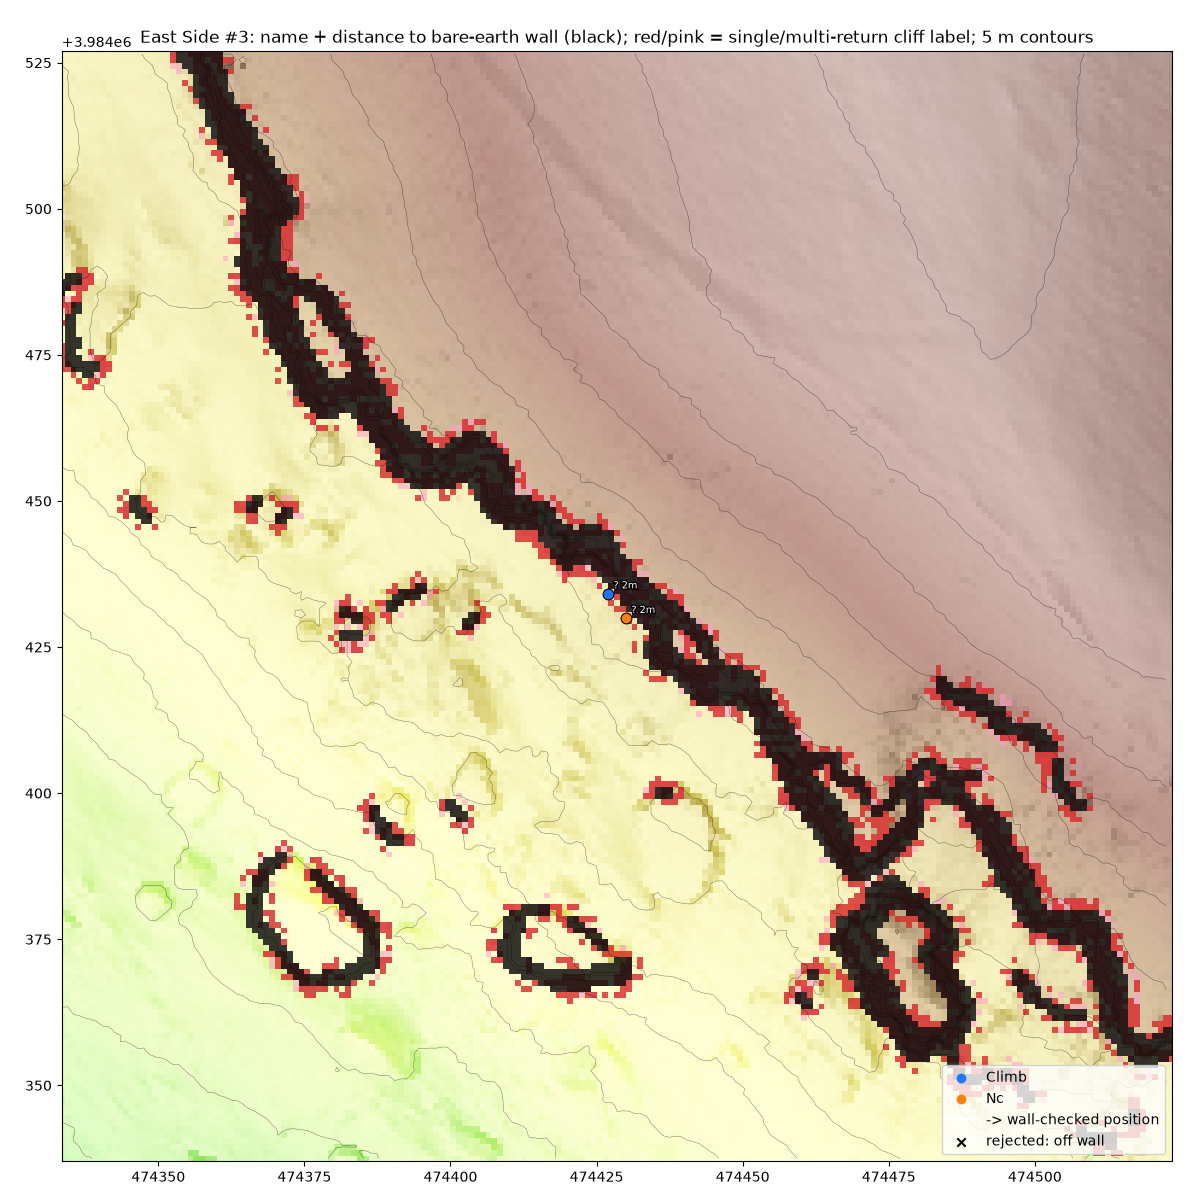 East Side #3: name + distance to bare-earth wall (black); red/pink = single/multi-return cliff label; 5 m contours
+3.984e6
525
500
475
450
425
400
375
350
? 2m
? 2m
Climb
Nc
-> wall-checked position
rejected: off wall
474350
474375
474400
474425
474450
474475
474500